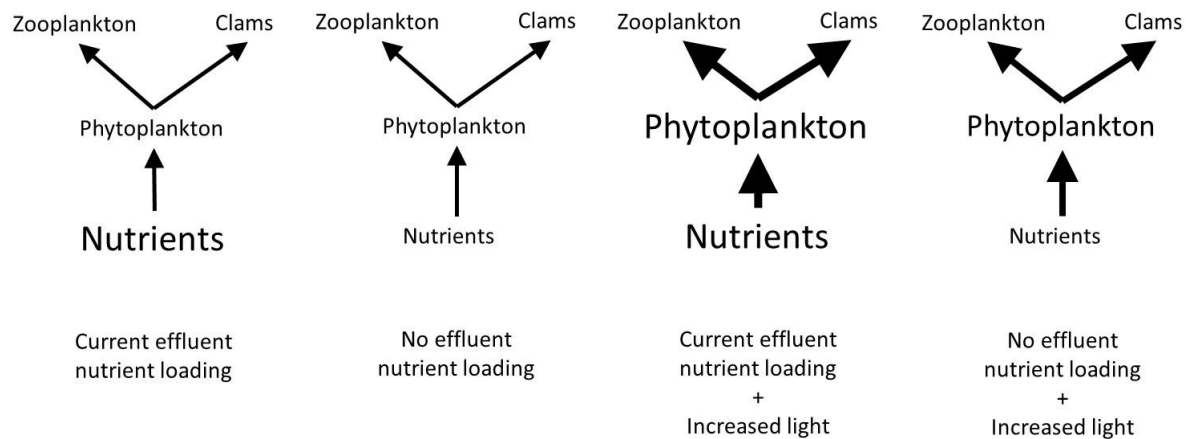 Zooplankton Clams
Phytoplankton
Nutrients
Current effluent
nutrient loading
Zooplankton Clams
Phytoplankton
Nutrients
No effluent
nutrient loading
Zooplankton Clams
Phytoplankton
Nutrients
Current effluent
nutrient loading
+
Increased light
Zooplankton Clams
Phytoplankton
Nutrients
No effluent
nutrient loading
+
Increased light